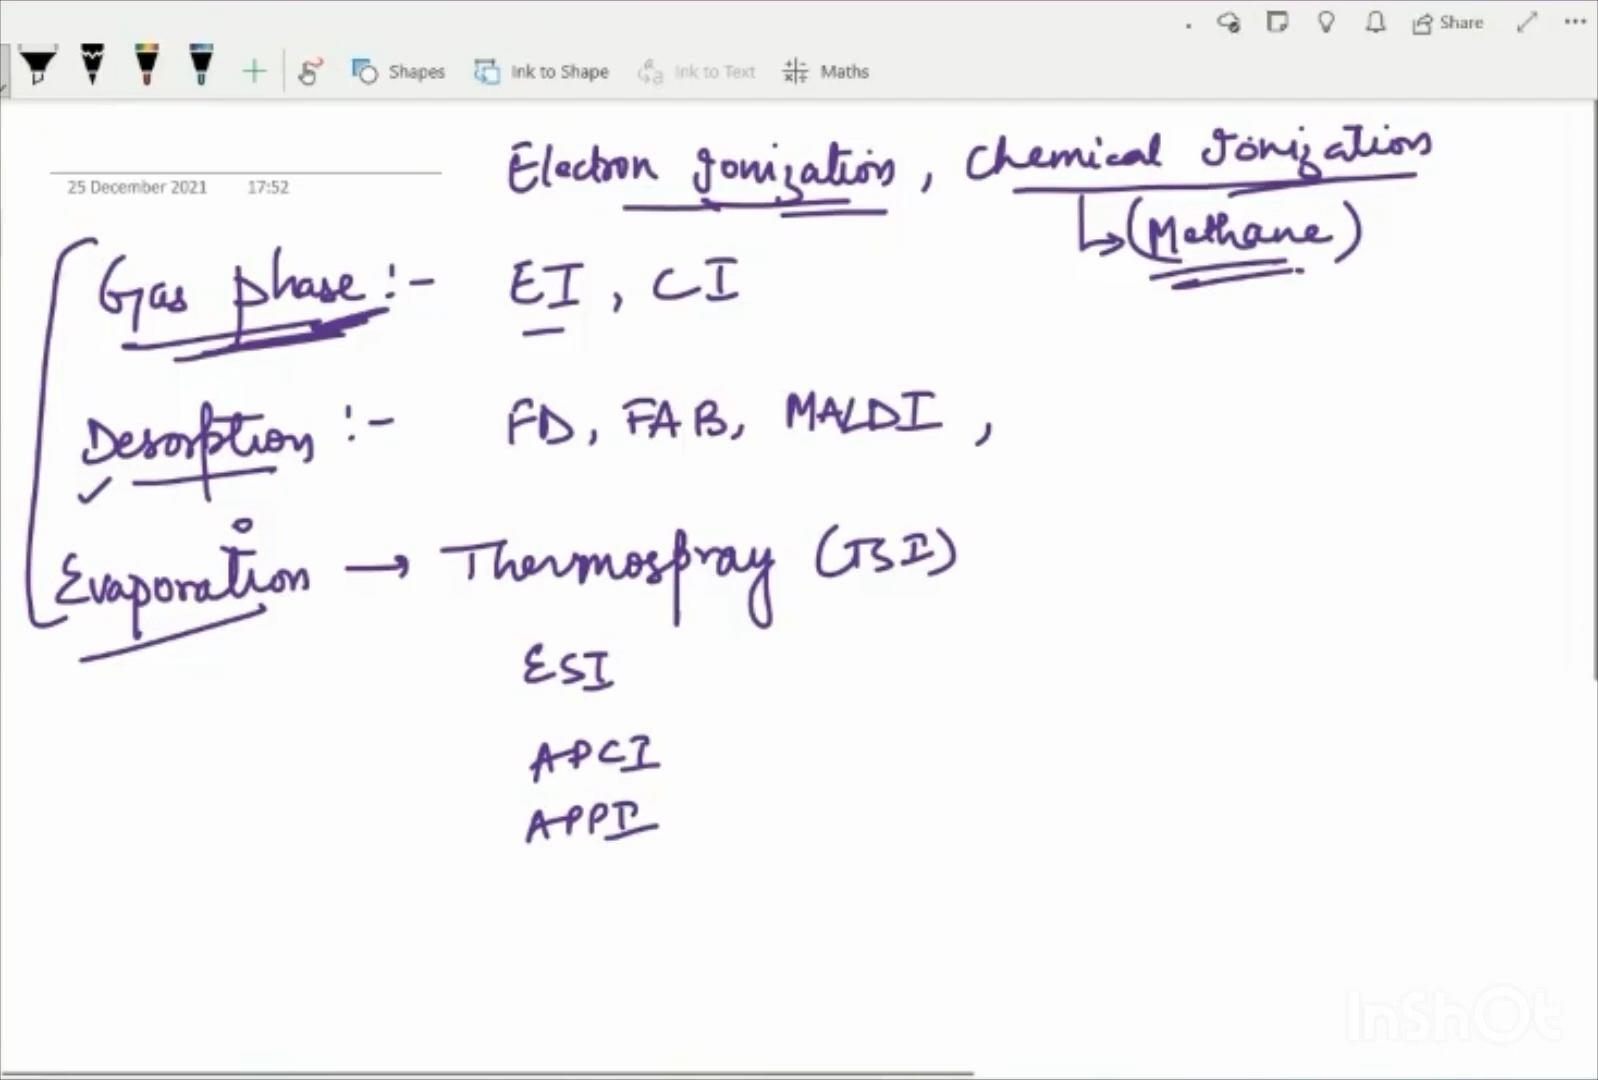 Share
Shapes Ink to Shape Ink to Text Maths
Electron Ionization, Chemical Ionization
25 December 2021 17:52
(Methane)
Gas phase :- EI, CI
Desorption :- FD, FAB, MALDI,
Evaporation → Thermospray (TSI)
ESI
APCI
APPI
InShOt